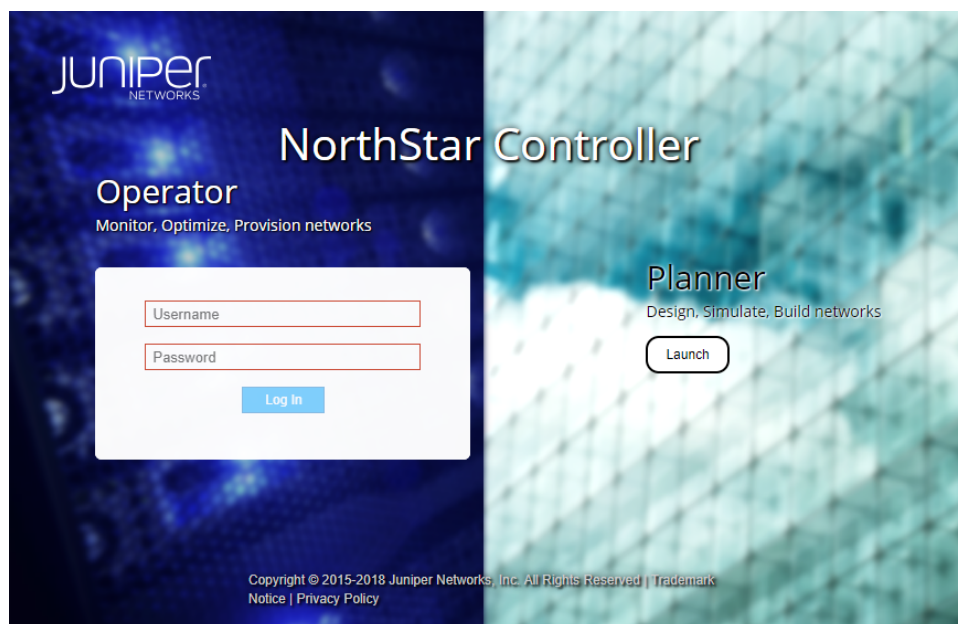 JUNIPEr
NETWORKS
NorthStar Controller
Operator
Monitor, Optimize, Provision networks
Username
Password
Log In
Planner
Design, Simulate, Build networks
Launch
Copyright © 2015-2018 Juniper Networks, Inc. All Rights Reserved | Trademark
Notice | Privacy Policy